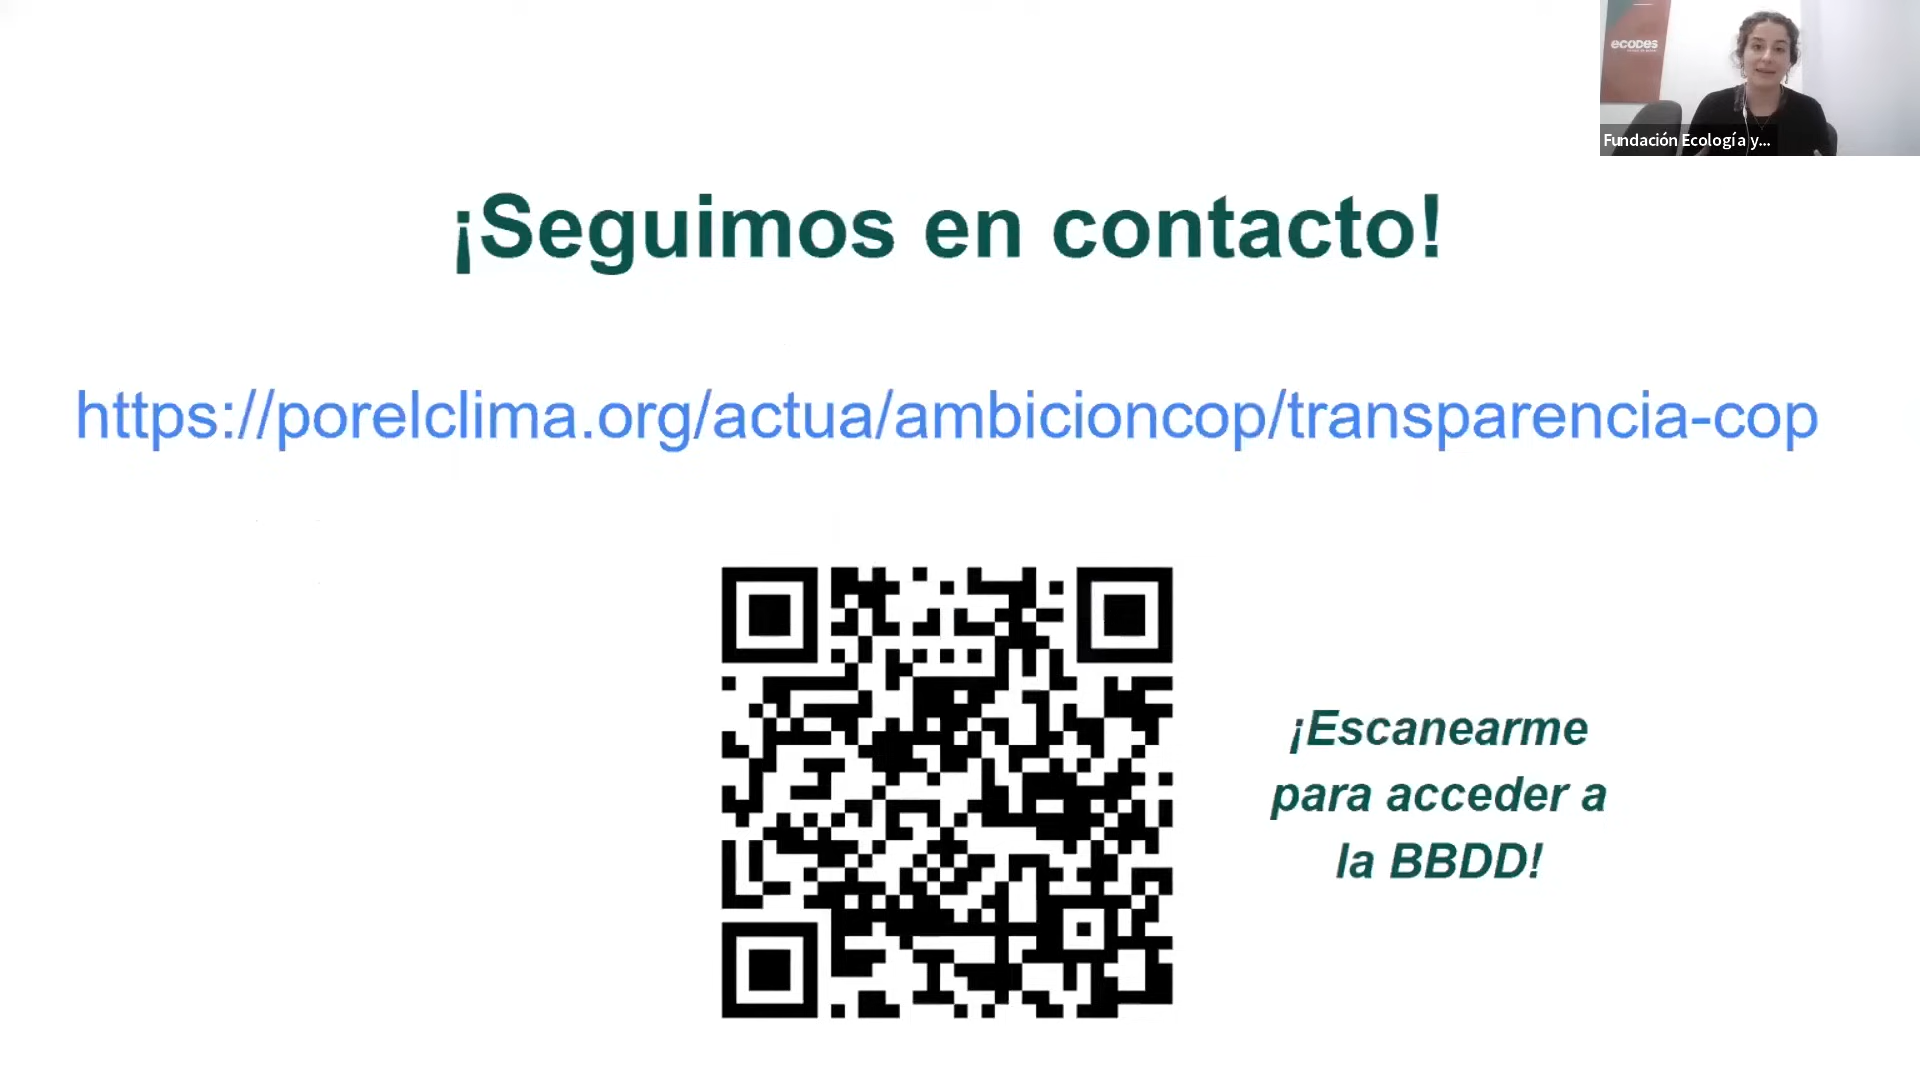 ecodes
Fundación Ecología y...
¡Seguimos en contacto!
https://porelclima.org/actua/ambicioncop/transparencia-cop
¡Escanearme
para acceder a
la BBDD!